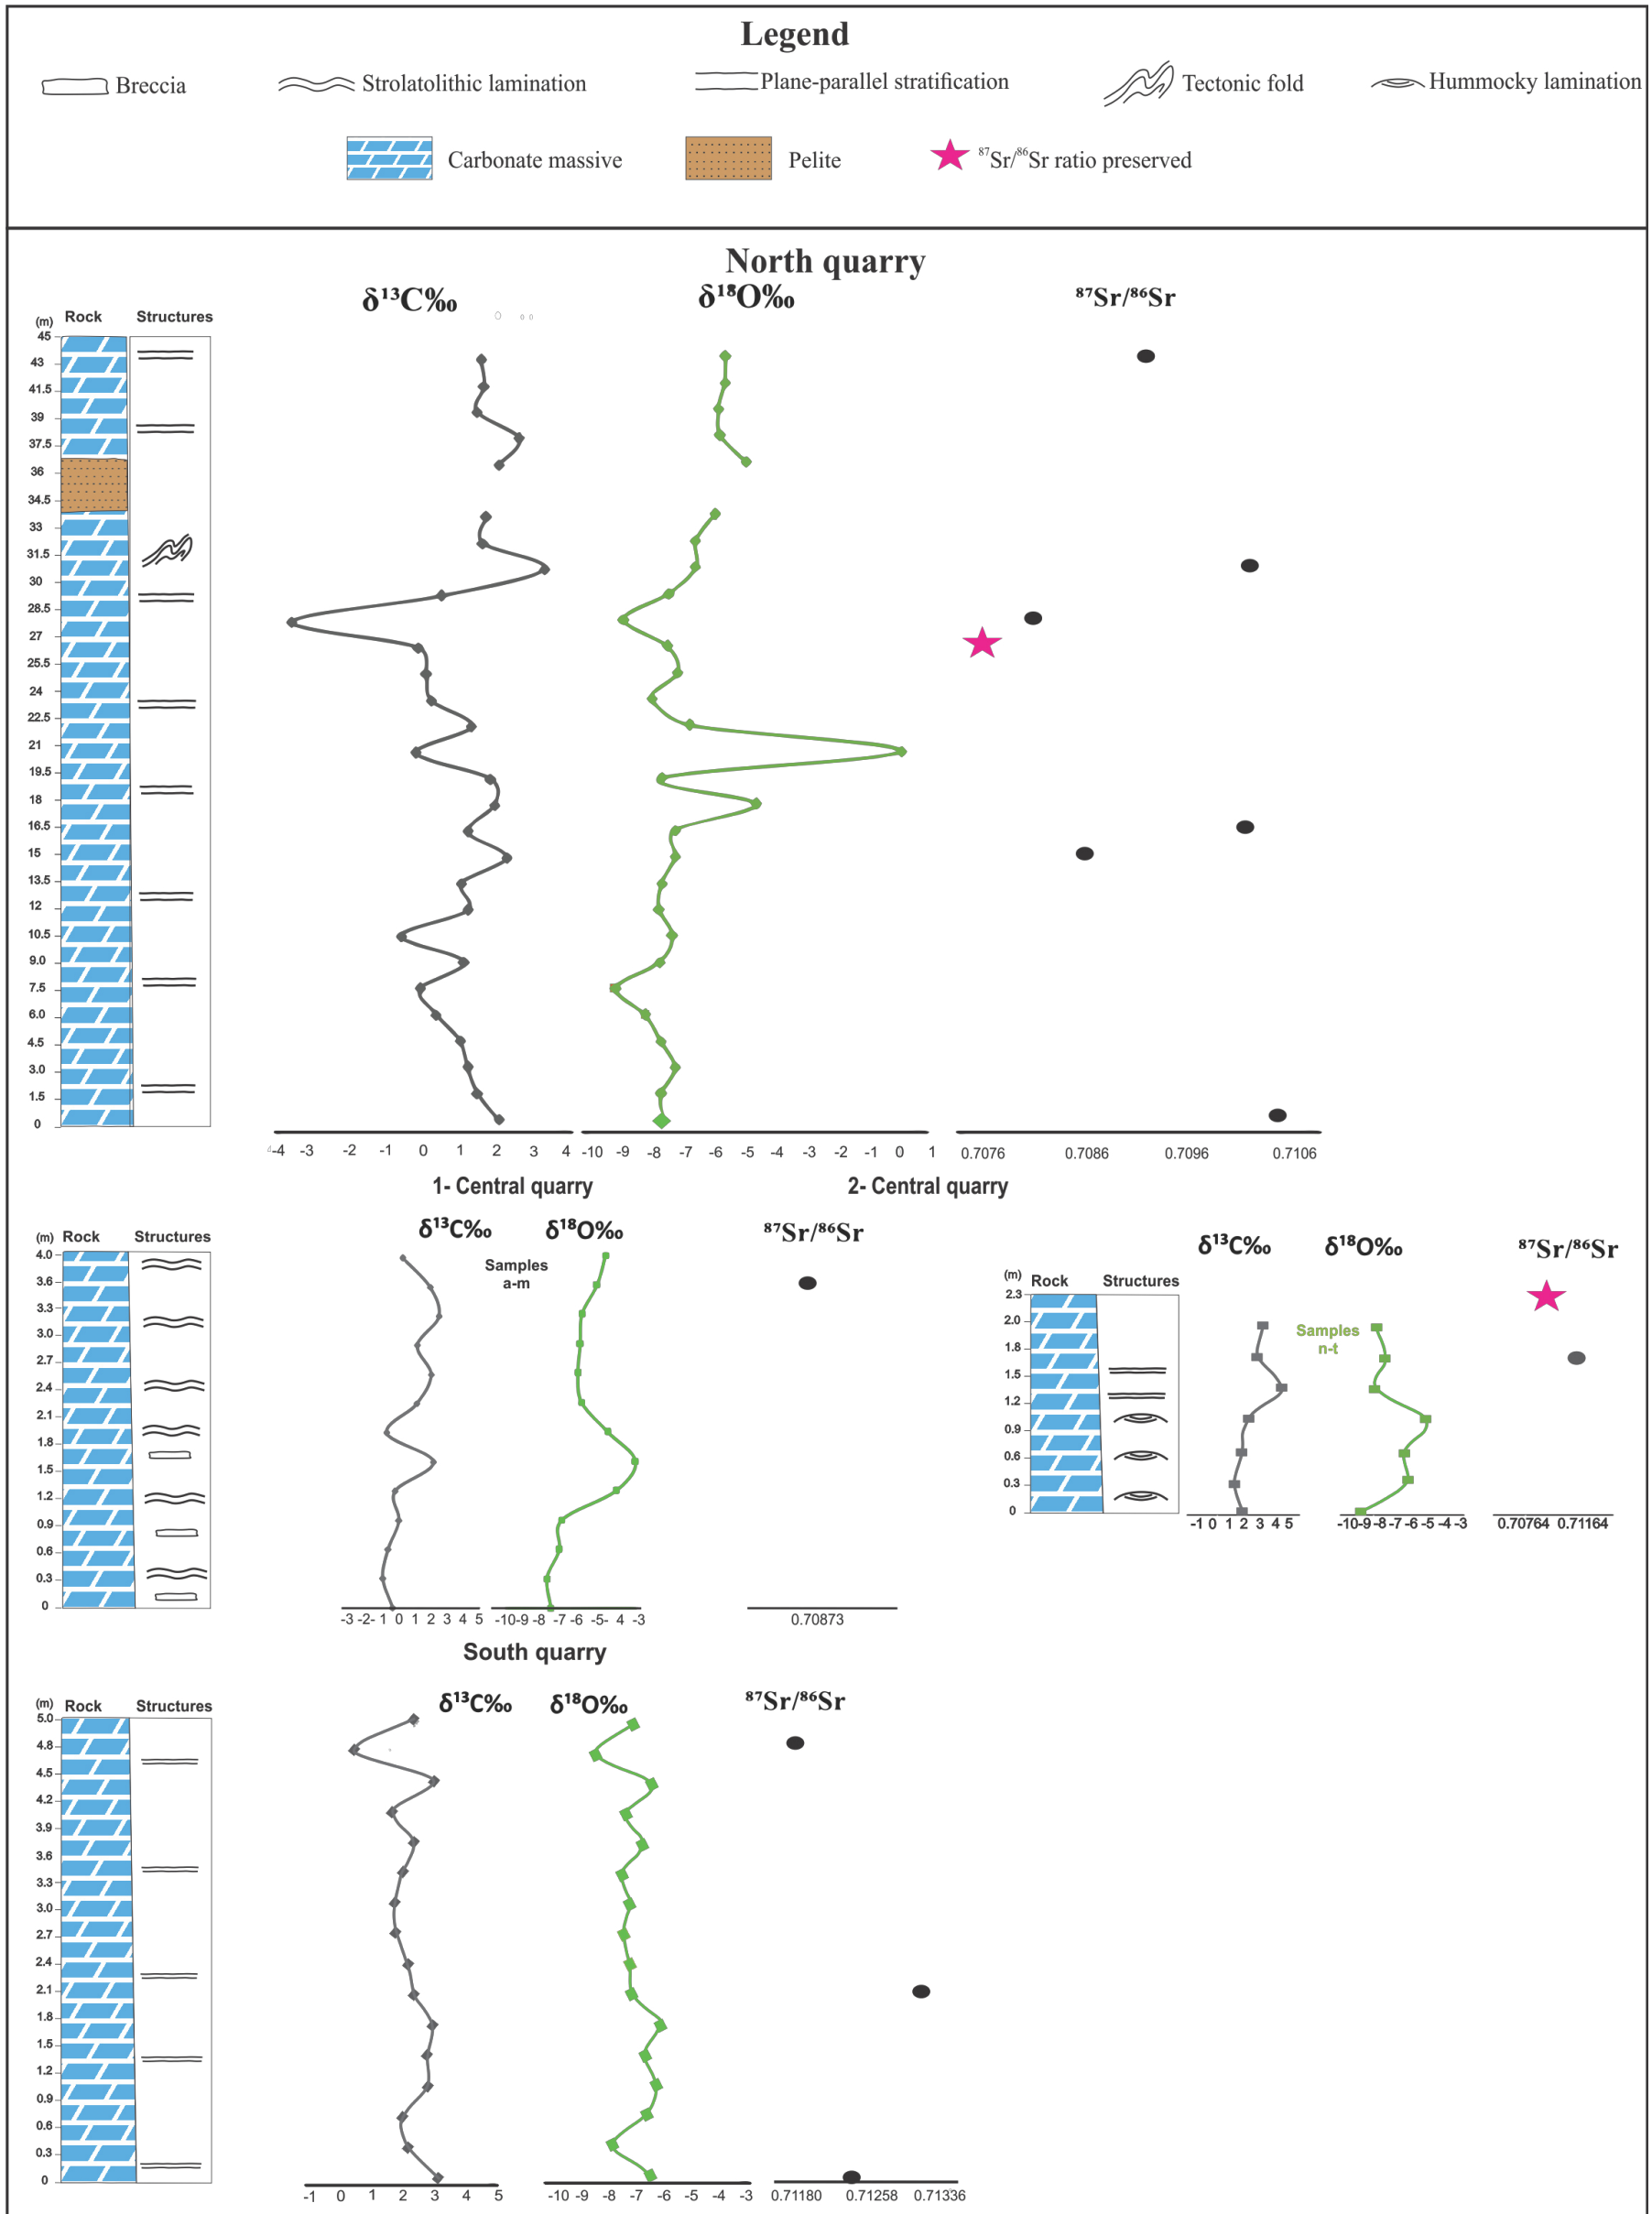 Legend
Breccia
Strolatolithic lamination
Plane-parallel stratification
Tectonic fold
Hummocky lamination
Carbonate massive
Pelite
⁸⁷Sr/⁸⁶Sr ratio preserved
North quarry
δ¹³C‰ δ¹⁸O‰ ⁸⁷Sr/⁸⁶Sr
(m) Rock Structures
45
43
41.5
39
37.5
36
34.5
33
31.5
30
28.5
27
25.5
24
22.5
21
19.5
18
16.5
15
13.5
12
10.5
9.0
7.5
6.0
4.5
3.0
1.5
0
-4 -3 -2 -1 0 1 2 3 4 -10 -9 -8 -7 -6 -5 -4 -3 -2 -1 0 1 0.7076 0.7086 0.7096 0.7106
1- Central quarry
(m) Rock Structures δ¹³C‰ δ¹⁸O‰ ⁸⁷Sr/⁸⁶Sr
Samples
a-m
4.0
3.6
3.3
3.0
2.7
2.4
2.1
1.8
1.5
1.2
0.9
0.6
0.3
0
-3 -2- 1 0 1 2 3 4 5 -10-9 -8 -7 -6 -5- 4 -3 0.70873
2- Central quarry
δ¹³C‰ δ¹⁸O‰ ⁸⁷Sr/⁸⁶Sr
(m) Rock Structures
Samples
n-t
2.3
2.0
1.8
1.5
1.2
0.9
0.6
0.3
0
-1 0 1 2 3 4 5 -10-9 -8 -7 -6 -5 -4 -3 0.70764 0.71164
South quarry
(m) Rock Structures δ¹³C‰ δ¹⁸O‰ ⁸⁷Sr/⁸⁶Sr
5.0
4.8
4.5
4.2
3.9
3.6
3.3
3.0
2.7
2.4
2.1
1.8
1.5
1.2
0.9
0.6
0.3
0
-1 0 1 2 3 4 5 -10 -9 -8 -7 -6 -5 -4 -3 0.71180 0.71258 0.71336